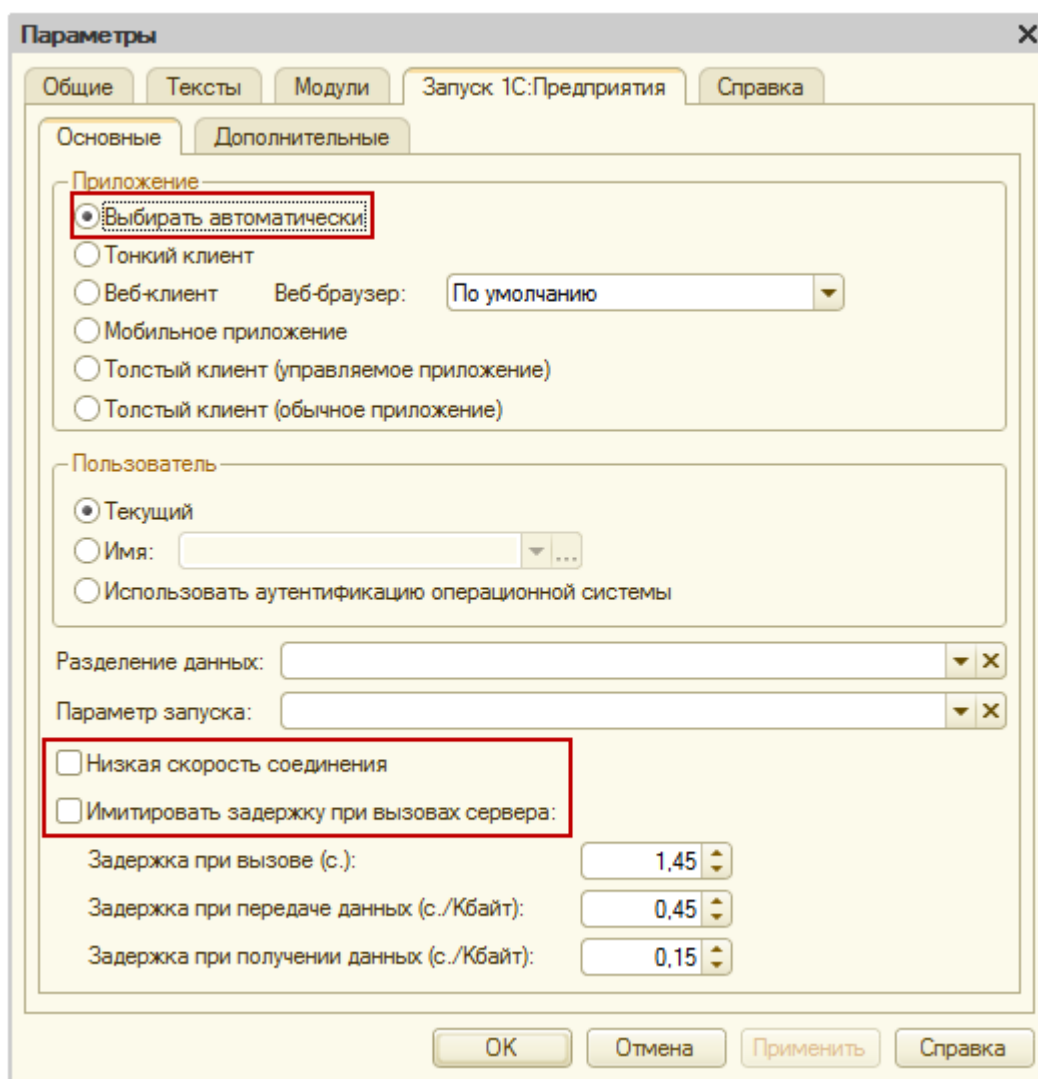 Параметры
Общие Тексты Модули Запуск 1С:Предприятия Справка
Основные Дополнительные
Приложение
Выбирать автоматически
Тонкий клиент
Веб-клиент Веб-браузер: По умолчанию
Мобильное приложение
Толстый клиент (управляемое приложение)
Толстый клиент (обычное приложение)
Пользователь
Текущий
Имя: ...
Использовать аутентификацию операционной системы
Разделение данных:
Параметр запуска:
Низкая скорость соединения
Имитировать задержку при вызовах сервера:
Задержка при вызове (с.): 1,45
Задержка при передаче данных (с./Кбайт): 0,45
Задержка при получении данных (с./Кбайт): 0,15
OK Отмена Применить Справка